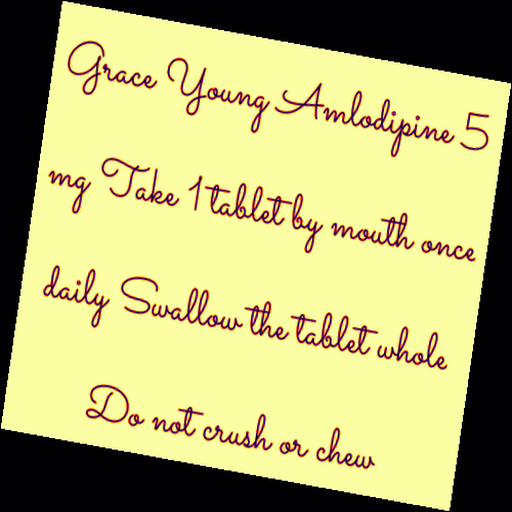 Grace Young Amlodipine 5
mg Take 1 tablet by mouth once
daily Swallow the tablet whole
Do not crush or chew